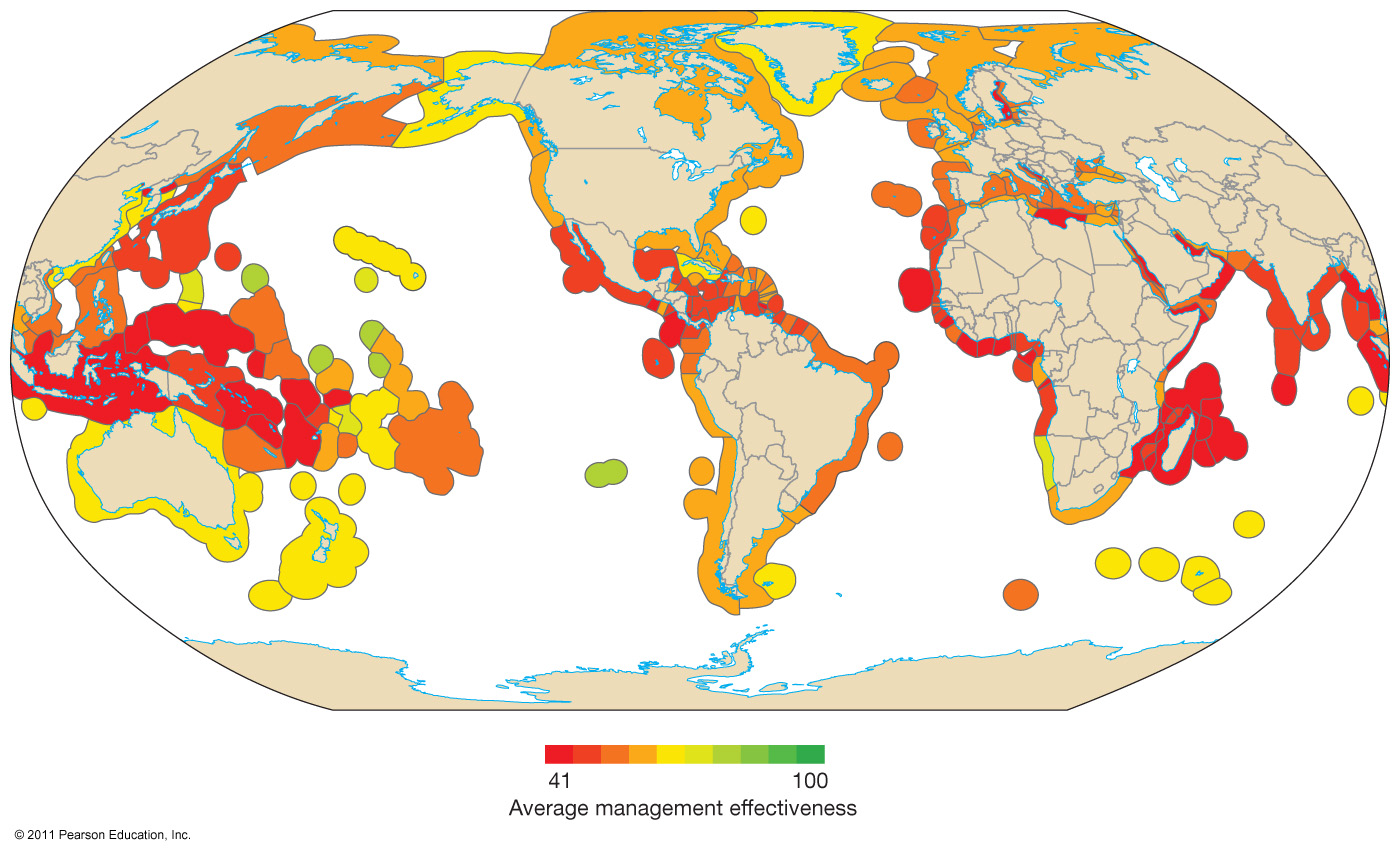 41 100
Average management effectiveness
© 2011 Pearson Education, Inc.